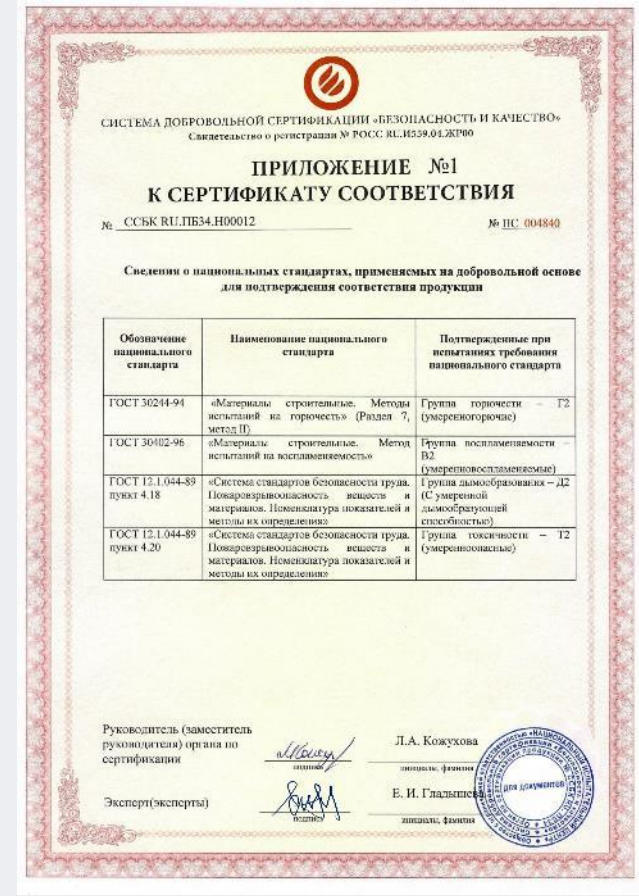 СИСТЕМА ДОБРОВОЛЬНОЙ СЕРТИФИКАЦИИ «БЕЗОПАСНОСТЬ И КАЧЕСТВО»
Свидетельство о регистрации № РОСС RU.И559.04.ЖР00
ПРИЛОЖЕНИЕ №1
К СЕРТИФИКАТУ СООТВЕТСТВИЯ
№ ССБК RU.ПБ34.Н00012
№ ПС 004840
Сведения о национальных стандартах, применяемых на добровольной основе
для подтверждения соответствия продукции
Обозначение
национального
стандарта
Наименование национального
стандарта
Подтвержденные при
испытаниях требования
национального стандарта
ГОСТ 30244-94
«Материалы строительные. Методы
испытаний на горючесть» (Раздел 7,
метод II)
Группа горючести – Г2
(умеренногорючие)
ГОСТ 30402-96
«Материалы строительные. Метод
испытаний на воспламеняемость»
Группа воспламеняемости –
В2
(умеренновоспламеняемые)
ГОСТ 12.1.044-89
пункт 4.18
«Система стандартов безопасности труда.
Пожаровзрывоопасность веществ и
материалов. Номенклатура показателей и
методы их определения»
Группа дымообразования – Д2
(С умеренной
дымообразующей
способностью)
ГОСТ 12.1.044-89
пункт 4.20
«Система стандартов безопасности труда.
Пожаровзрывоопасность веществ и
материалов. Номенклатура показателей и
методы их определения»
Группа токсичности – Т2
(умеренноопасные)
Руководитель (заместитель
руководителя) органа по
сертификации
подпись
Л.А. Кожухова
инициалы, фамилия
Эксперт(эксперты)
подпись
Е. И. Гладышева
инициалы, фамилия
для документов